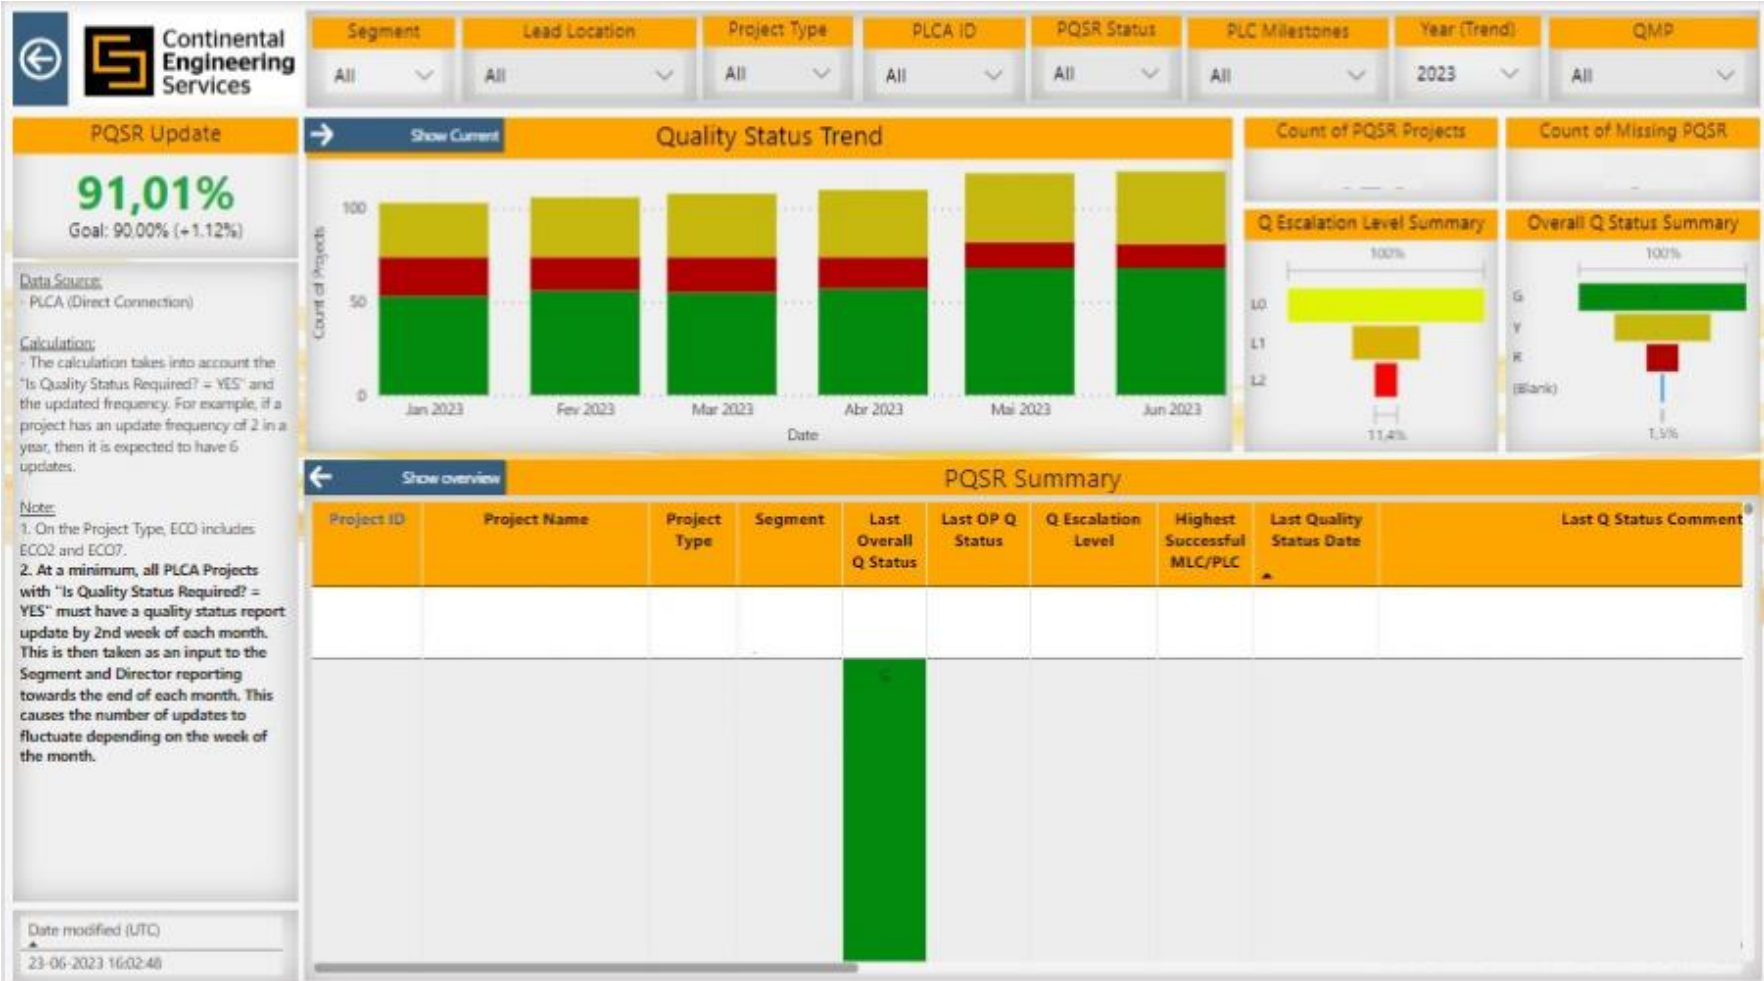 Continental
Engineering
Services
Segment
All
Lead Location
All
Project Type
All
PLCA ID
All
PQSR Status
All
PLC Milestones
All
Year (Trend)
2023
QMP
All
PQSR Update
91,01%
Goal: 90,00% (+1.12%)
Data Source:
- PLCA (Direct Connection)
Calculation:
- The calculation takes into account the
"Is Quality Status Required? = YES" and
the updated frequency. For example, if a
project has an update frequency of 2 in a
year, then it is expected to have 6
updates.
Note:
1. On the Project Type, ECO includes
ECO2 and ECO7.
2. At a minimum, all PLCA Projects
with "Is Quality Status Required? =
YES" must have a quality status report
update by 2nd week of each month.
This is then taken as an input to the
Segment and Director reporting
towards the end of each month. This
causes the number of updates to
fluctuate depending on the week of
the month.
Date modified (UTC)
23-06-2023 16:02:48
Show Current
Quality Status Trend
Count of Projects
100
50
0
Jan 2023
Fev 2023
Mar 2023
Abr 2023
Mai 2023
Jun 2023
Date
Count of PQSR Projects
Count of Missing PQSR
Q Escalation Level Summary
100%
L0
L1
L2
11,4%
Overall Q Status Summary
100%
G
Y
R
(Blank)
1,5%
Show overview
PQSR Summary
Project ID
Project Name
Project
Type
Segment
Last
Overall
Q Status
Last OP Q
Status
Q Escalation
Level
Highest
Successful
MLC/PLC
Last Quality
Status Date
Last Q Status Comment